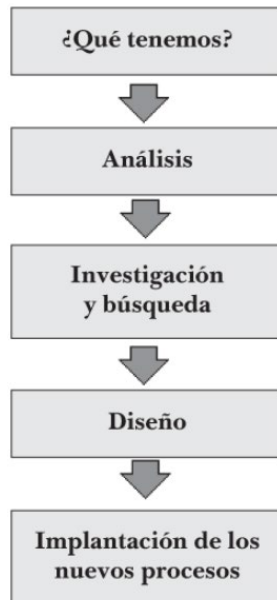 ¿Qué tenemos?
Análisis
Investigación
y búsqueda
Diseño
Implantación de los
nuevos procesos